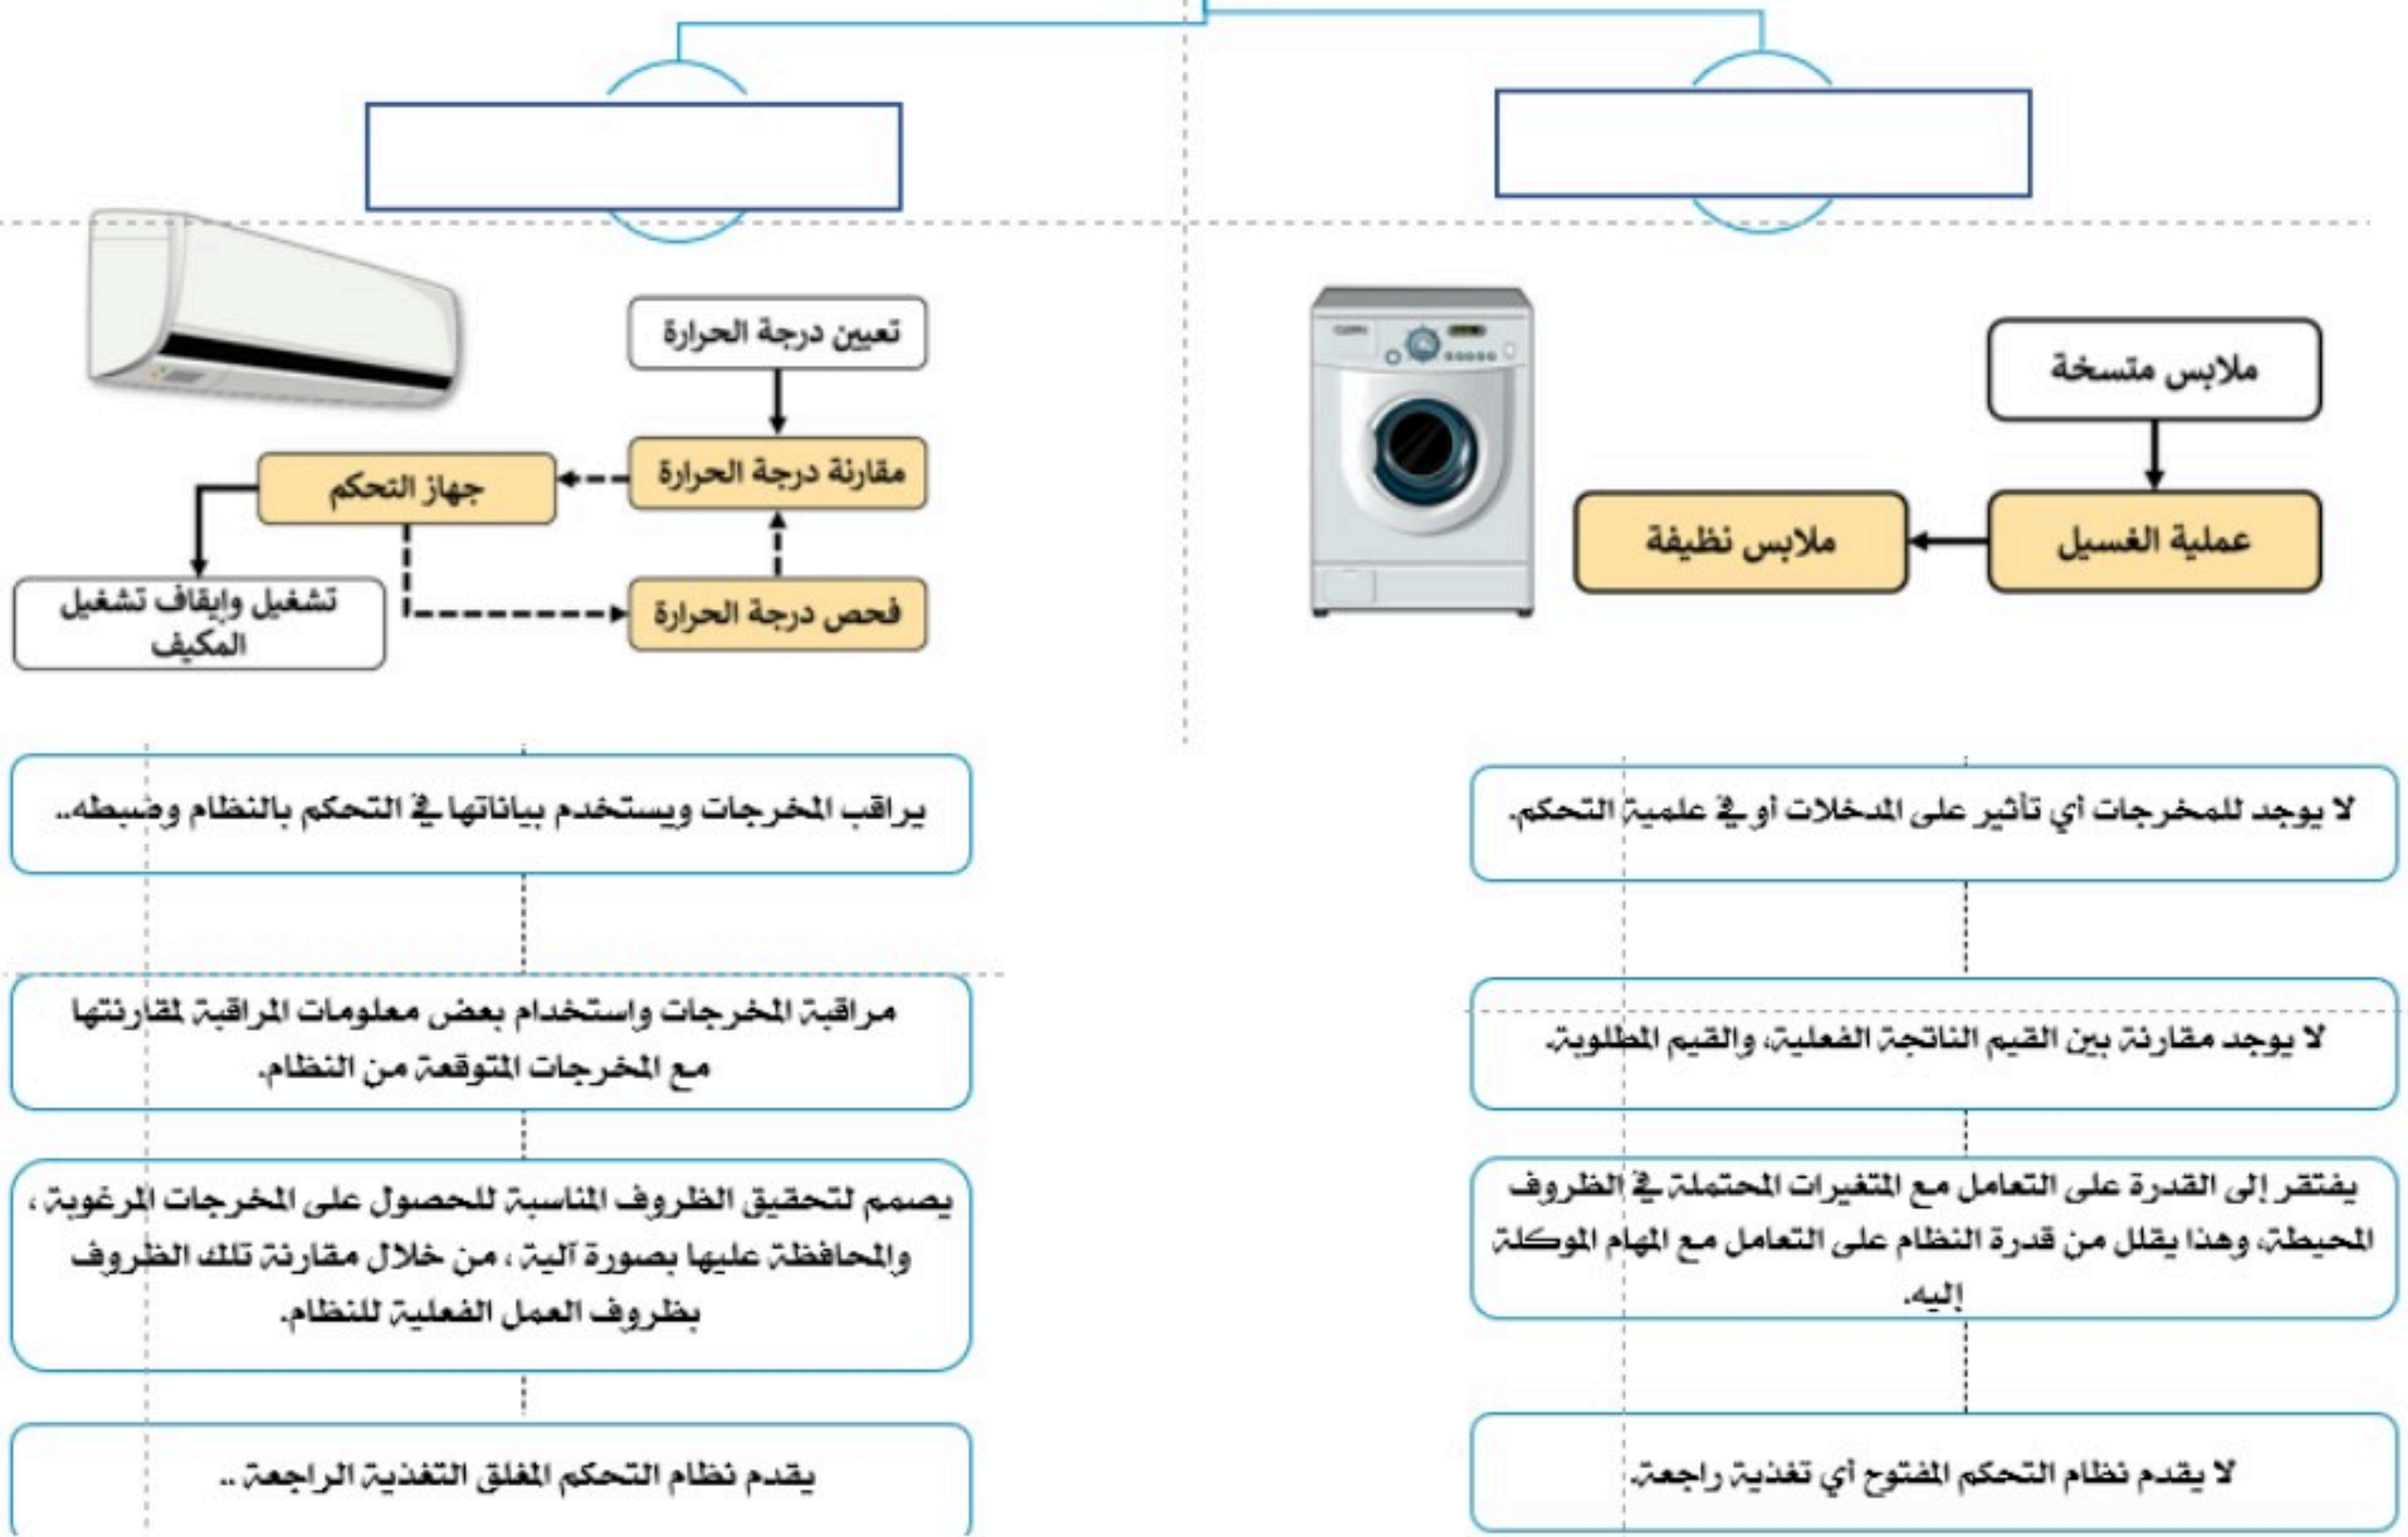 ملابس متسخة
عملية الغسيل
ملابس نظيفة
لا يوجد للمخرجات أي تأثير على المدخلات أو في علمية التحكم.
لا يوجد مقارنة بين القيم الناتجة الفعلية، والقيم المطلوبة.
يفتقر إلى القدرة على التعامل مع المتغيرات المحتملة في الظروف
المحيطة، وهذا يقلل من قدرة النظام على التعامل مع المهام الموكلة
إليه.
لا يقدم نظام التحكم المفتوح أي تغذية راجعة.
تعيين درجة الحرارة
مقارنة درجة الحرارة
جهاز التحكم
فحص درجة الحرارة
تشغيل وإيقاف تشغيل
المكيف
يراقب المخرجات ويستخدم بياناتها في التحكم بالنظام وضبطه..
مراقبة المخرجات واستخدام بعض معلومات المراقبة لمقارنتها
مع المخرجات المتوقعة من النظام.
يصمم لتحقيق الظروف المناسبة للحصول على المخرجات المرغوبة ،
والمحافظة عليها بصورة آلية ، من خلال مقارنة تلك الظروف
بظروف العمل الفعلية للنظام.
يقدم نظام التحكم المغلق التغذية الراجعة ..